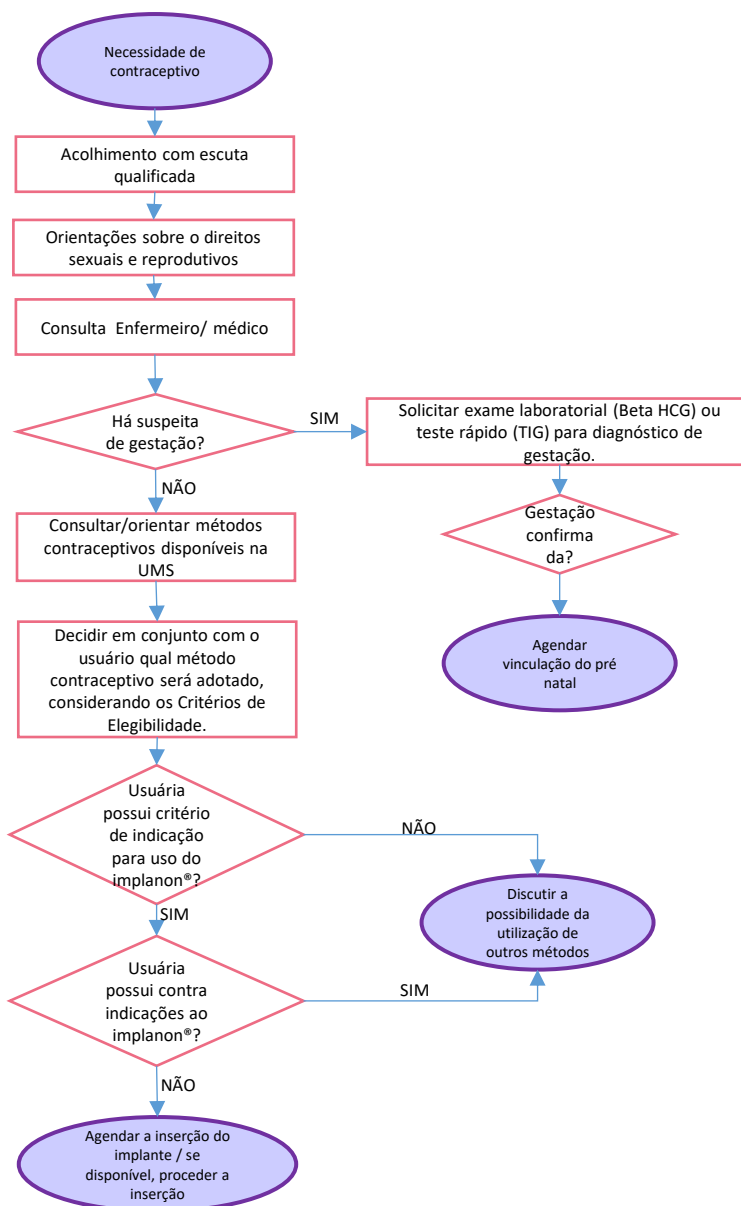 Necessidade de
contraceptivo
Acolhimento com escuta
qualificada
Orientações sobre o direitos
sexuais e reprodutivos
Consulta Enfermeiro/ médico
Há suspeita
de gestação?
SIM
Solicitar exame laboratorial (Beta HCG) ou
teste rápido (TIG) para diagnóstico de
gestação.
NÃO
Gestação
confirma
da?
Consultar/orientar métodos
contraceptivos disponíveis na
UMS
Agendar
vinculação do pré
natal
Decidir em conjunto com o
usuário qual método
contraceptivo será adotado,
considerando os Critérios de
Elegibilidade.
Usuária
possui critério
de indicação
para uso do
implanon®?
NÃO
SIM
Discutir a
possibilidade da
utilização de
outros métodos
Usuária
possui contra
indicações ao
implanon®?
SIM
NÃO
Agendar a inserção do
implante / se
disponível, proceder a
inserção